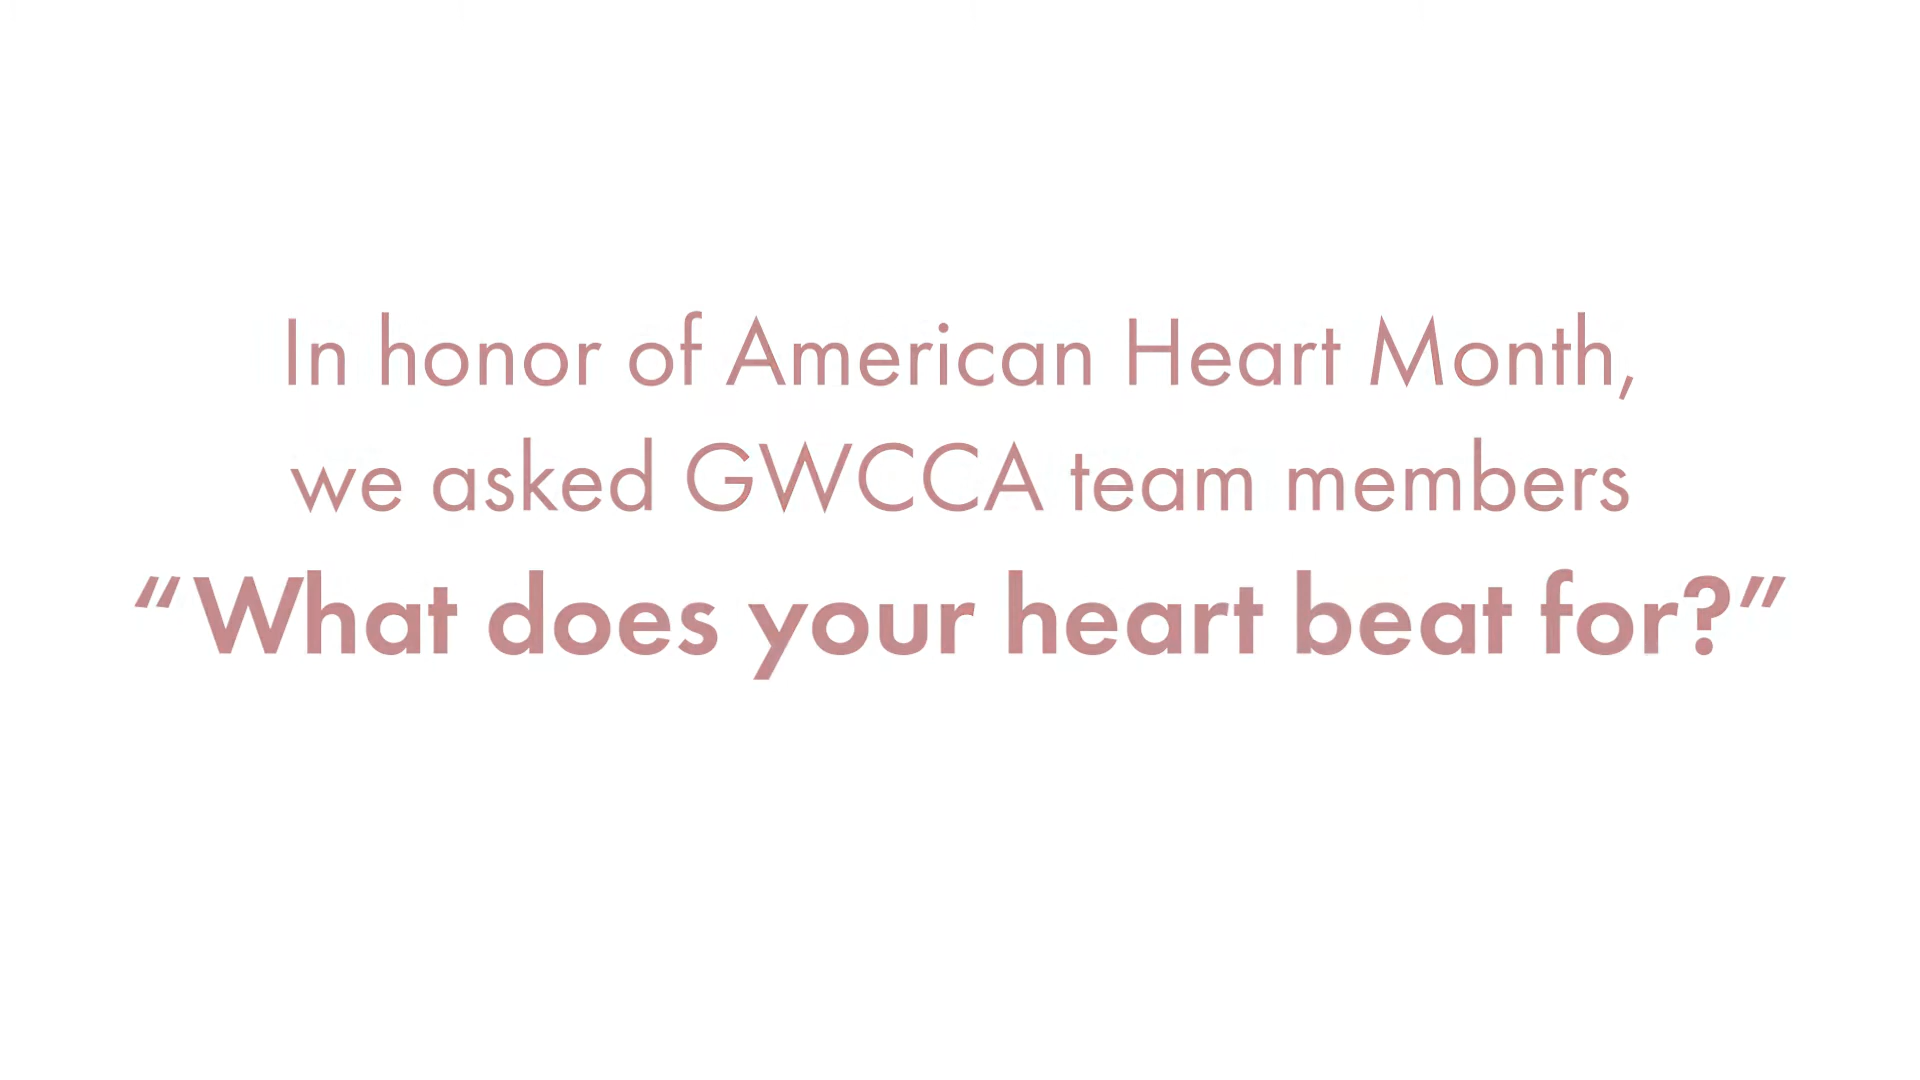 In honor of American Heart Month,
we asked GWCCA team members
“What does your heart beat for?”